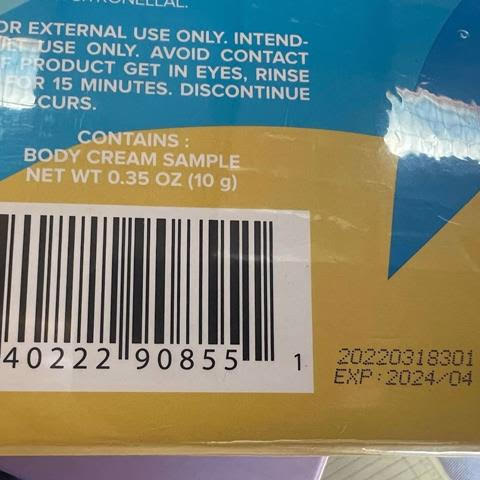 OR EXTERNAL USE ONLY. INTEND-
USE ONLY. AVOID CONTACT
PRODUCT GET IN EYES, RINSE
FOR 15 MINUTES. DISCONTINUE
CURS.
CONTAINS :
BODY CREAM SAMPLE
NET WT 0.35 OZ (10 g)
40222 90855 1
20220318301
EXP:2024/04